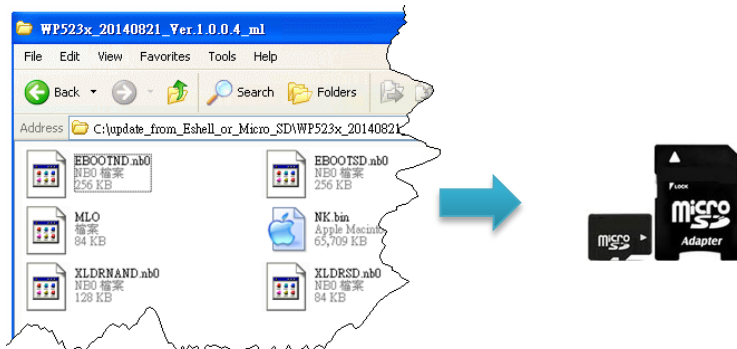 WP523x_20140821_Ver.1.0.0.4_ml
File Edit View Favorites Tools Help
Back Search Folders
Address C:\update_from_Eshell_or_Micro_SD\WP523x_20140821
EBOOTND.nb0
NB0 檔案
256 KB
EBOOTSD.nb0
NB0 檔案
256 KB
MLO
檔案
84 KB
NK.bin
Apple Macinto
65,709 KB
XLDRNAND.nb0
NB0 檔案
128 KB
XLDRSD.nb0
NB0 檔案
84 KB
micro
LOCK
micro
SD
Adapter